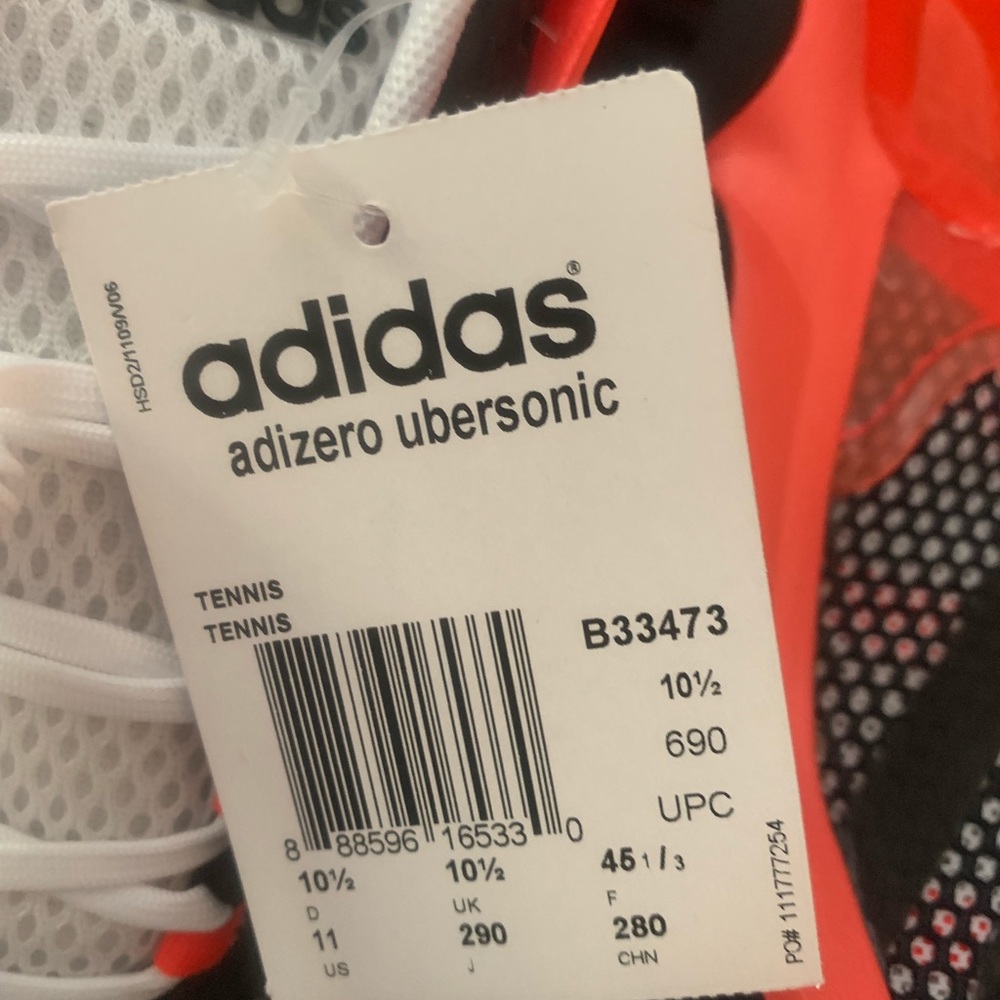 HSD2/1109/V06
adidas®
adizero ubersonic
TENNIS
TENNIS
B33473
10½
690
UPC
8 88596 16533 0
10½ 10½ 45 1/3
D UK F
11 290 280
US J CHN
PO# 111777254